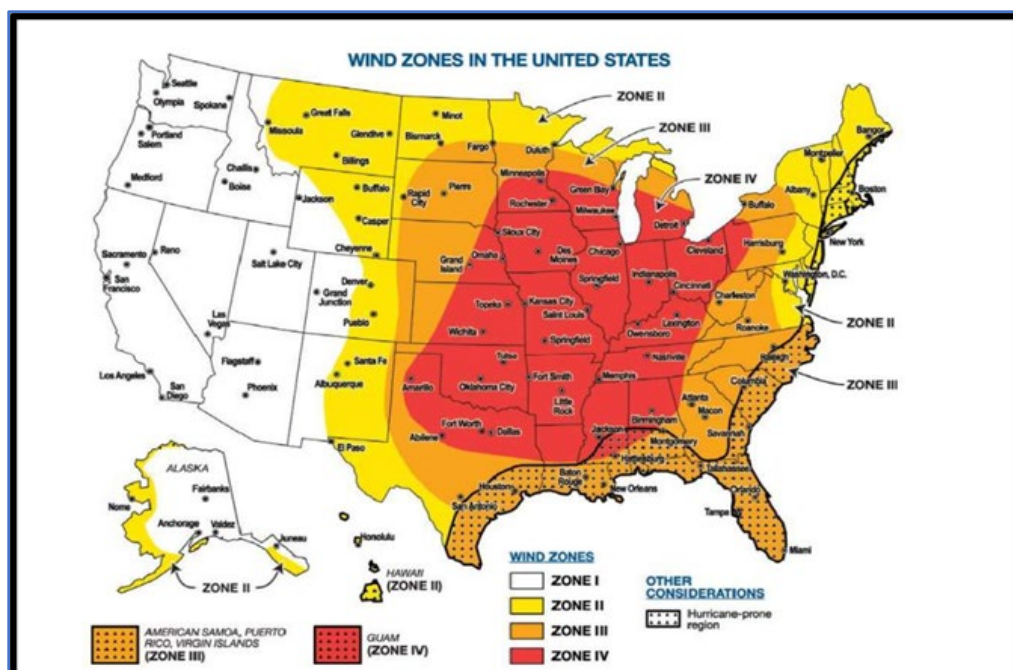 WIND ZONES IN THE UNITED STATES
Seattle
Olympia
Spokane
Portland
Salem
Medford
Challis
Boise
Great Falls
Missoula
Glendive
Billings
Minot
Bismarck
Fargo
Duluth
ZONE II
ZONE III
ZONE IV
Bangor
Montpelier
Albany
Boston
Buffalo
New York
Harrisburg
Washington, D.C.
Jackson
Buffalo
Casper
Cheyenne
Rapid
City
Pierre
Minneapolis
Rochester
Green Bay
Milwaukee
Detroit
Cleveland
Sioux City
Des
Moines
Chicago
Omaha
Grand
Island
Sacramento
San
Francisco
Reno
Salt Lake City
Las
Vegas
Denver
Grand
Junction
Pueblo
Springfield
Indianapolis
Cincinnati
Charleston
Roanoke
Topeka
Kansas City
Saint Louis
Wichita
Springfield
Owensboro
Lexington
Nashville
ZONE II
Raleigh
ZONE III
Los Angeles
San
Diego
Flagstaff
Phoenix
Santa Fe
Albuquerque
El Paso
Amarillo
Tulsa
Oklahoma City
Fort Smith
Little
Rock
Memphis
Columbia
Atlanta
Macon
Birmingham
Savannah
Fort Worth
Dallas
Abilene
Jackson
Montgomery
Hattiesburg
Tallahassee
Houston
Baton
Rouge
New Orleans
San Antonio
Orlando
Tampa
Miami
ALASKA
Fairbanks
Nome
Anchorage
Valdez
Juneau
ZONE II
Honolulu
HAWAII
(ZONE II)
WIND ZONES
ZONE I
ZONE II
ZONE III
ZONE IV
OTHER
CONSIDERATIONS
Hurricane-prone
region
AMERICAN SAMOA, PUERTO
RICO, VIRGIN ISLANDS
(ZONE III)
GUAM
(ZONE IV)